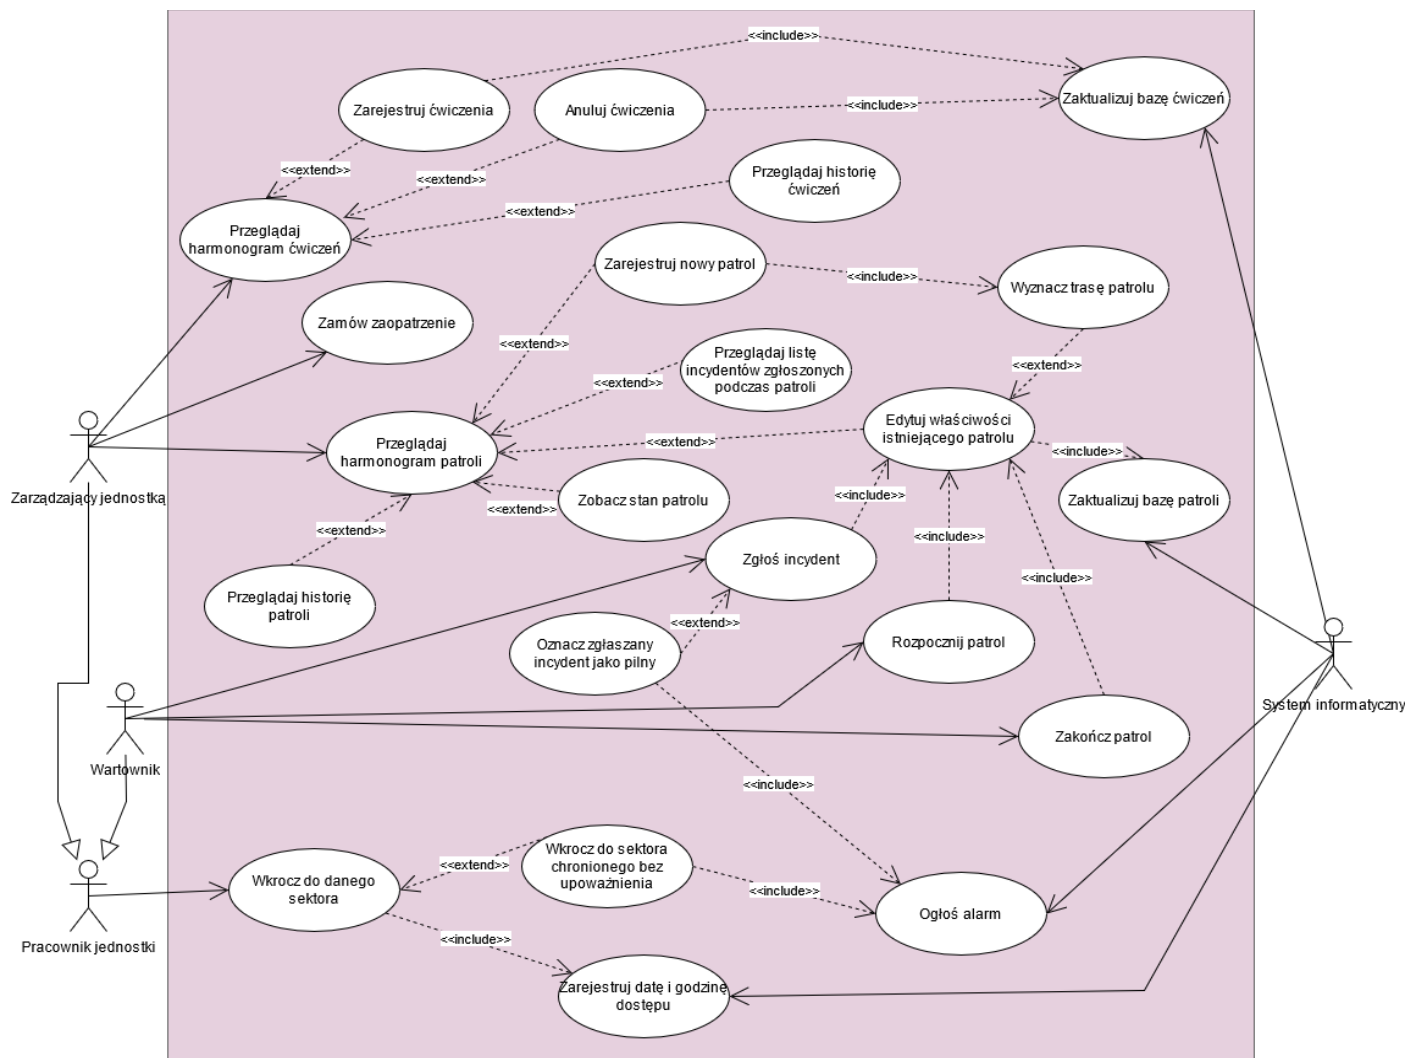 <<include>>
Zarejestruj ćwiczenia
Anuluj ćwiczenia
<<include>>
Zaktualizuj bazę ćwiczeń
<<extend>>
<<extend>>
Przeglądaj historię
ćwiczeń
<<extend>>
Przeglądaj
harmonogram ćwiczeń
Zarejestruj nowy patrol
<<include>>
Wyznacz trasę patrolu
Zamów zaopatrzenie
<<extend>>
Przeglądaj listę
incydentów zgłoszonych
podczas patroli
<<extend>>
<<extend>>
Edytuj właściwości
istniejącego patrolu
<<extend>>
<<include>>
Przeglądaj
harmonogram patroli
Zarządzający jednostką
Zobacz stan patrolu
<<extend>>
<<include>>
Zaktualizuj bazę patroli
<<extend>>
<<include>>
Zgłoś incydent
<<include>>
Przeglądaj historię
patroli
<<extend>>
Oznacz zgłaszany
incydent jako pilny
Rozpocznij patrol
System informatyczny
Zakończ patrol
Wartownik
<<include>>
Wkrocz do danego
sektora
<<extend>>
Wkrocz do sektora
chronionego bez
upoważnienia
<<include>>
Ogłoś alarm
Pracownik jednostki
<<include>>
Zarejestruj datę i godzinę
dostępu